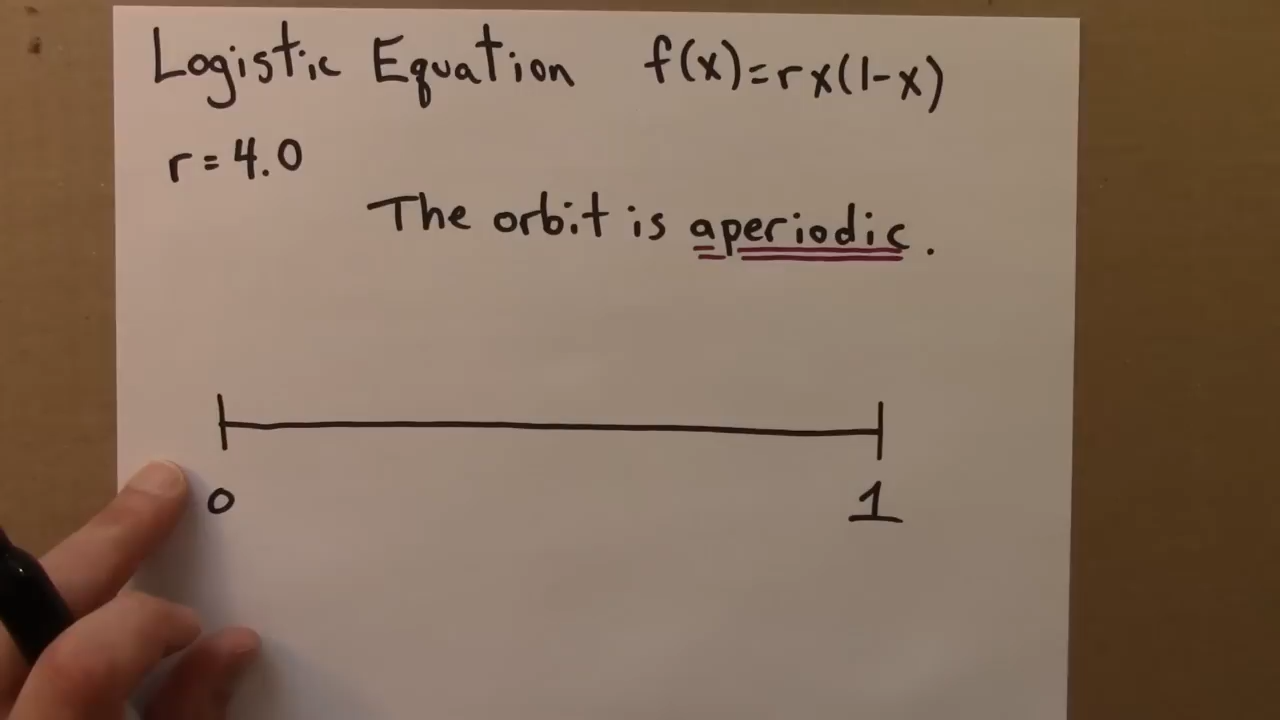 Logistic Equation f(x)=rx(1-x)
r=4.0
The orbit is aperiodic.
0 1